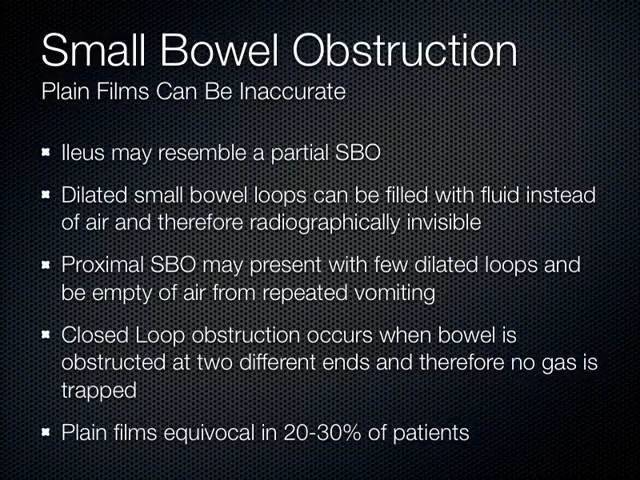 Small Bowel Obstruction
Plain Films Can Be Inaccurate
Ileus may resemble a partial SBO
Dilated small bowel loops can be filled with fluid instead
of air and therefore radiographically invisible
Proximal SBO may present with few dilated loops and
be empty of air from repeated vomiting
Closed Loop obstruction occurs when bowel is
obstructed at two different ends and therefore no gas is
trapped
Plain films equivocal in 20-30% of patients